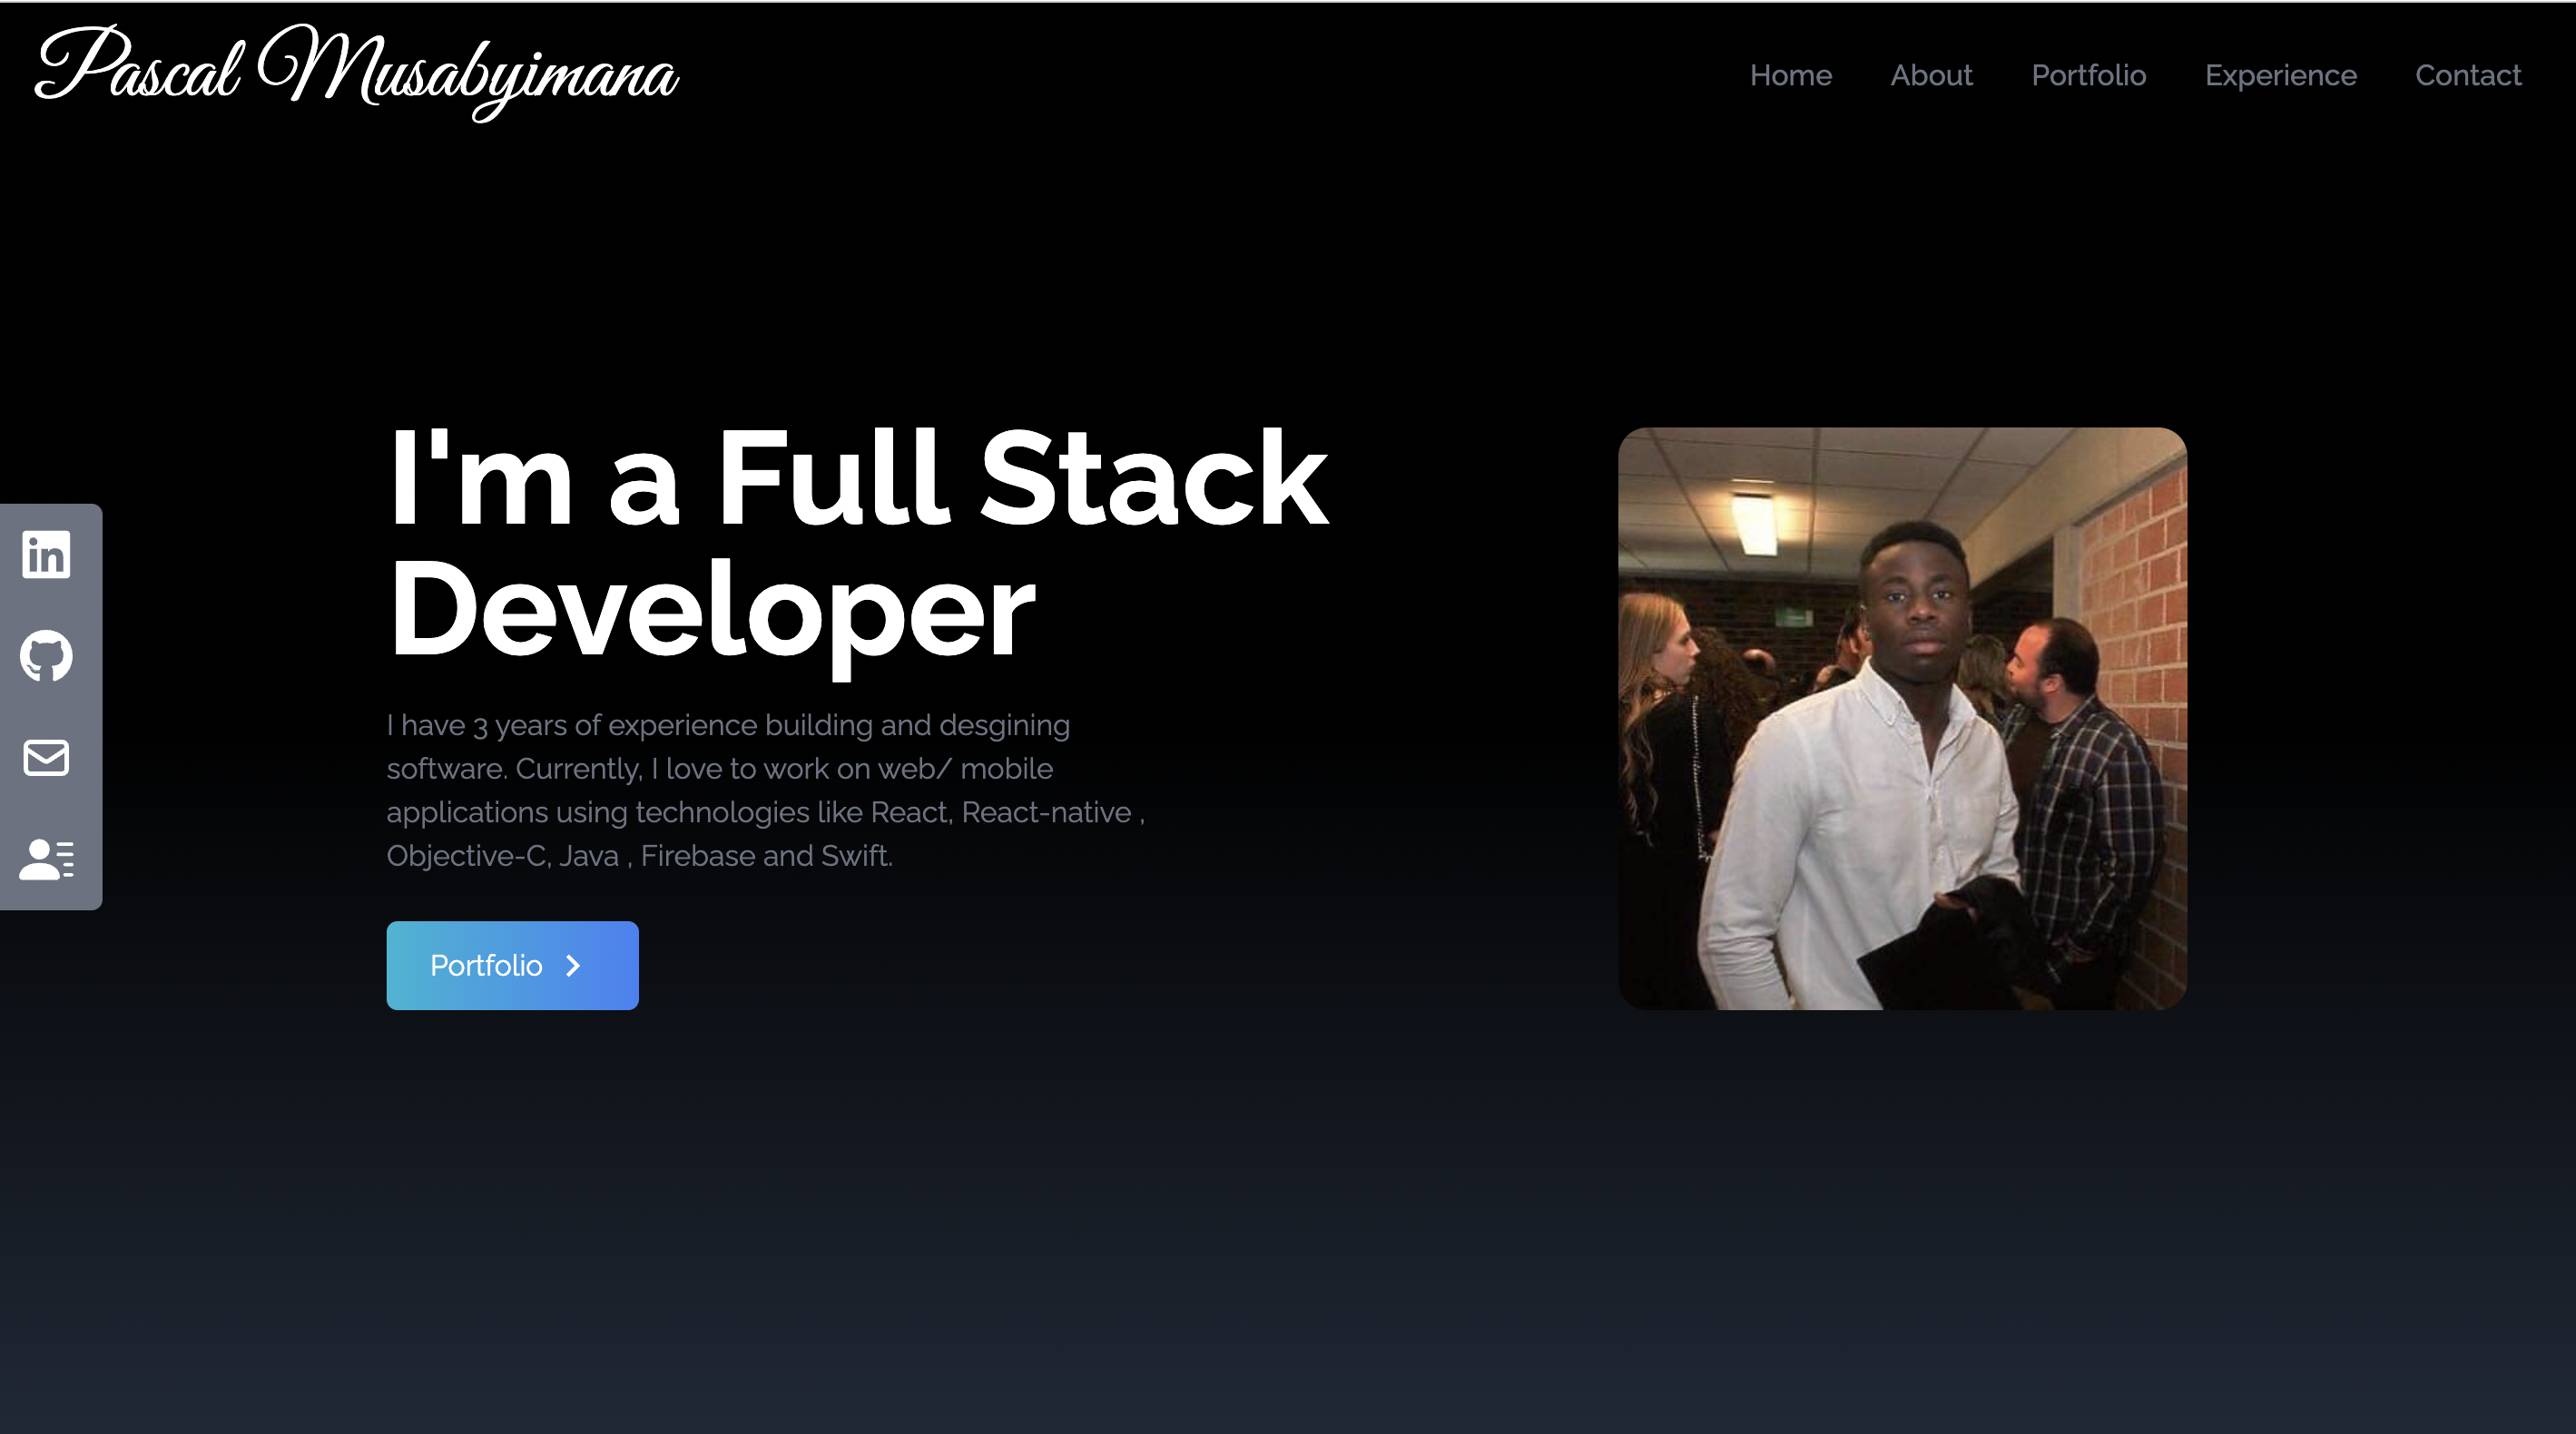 Pascal Musabyimana
Home About Portfolio Experience Contact
I'm a Full Stack
Developer
I have 3 years of experience building and desgining
software. Currently, I love to work on web/ mobile
applications using technologies like React, React-native ,
Objective-C, Java , Firebase and Swift.
Portfolio
in